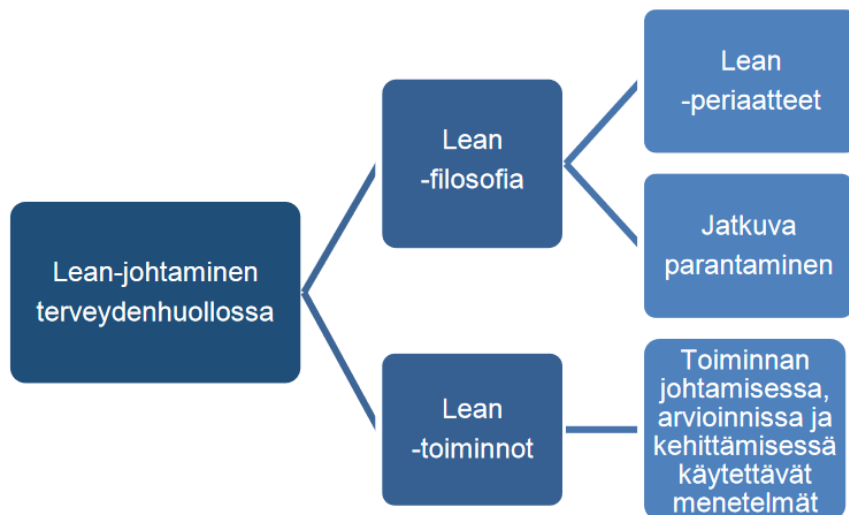 Lean-johtaminen
terveydenhuollossa
Lean
-filosofia
Lean
-periaatteet
Jatkuva
parantaminen
Lean
-toiminnot
Toiminnan
johtamisessa,
arvioinnissa ja
kehittämisessä
käytettävät
menetelmät